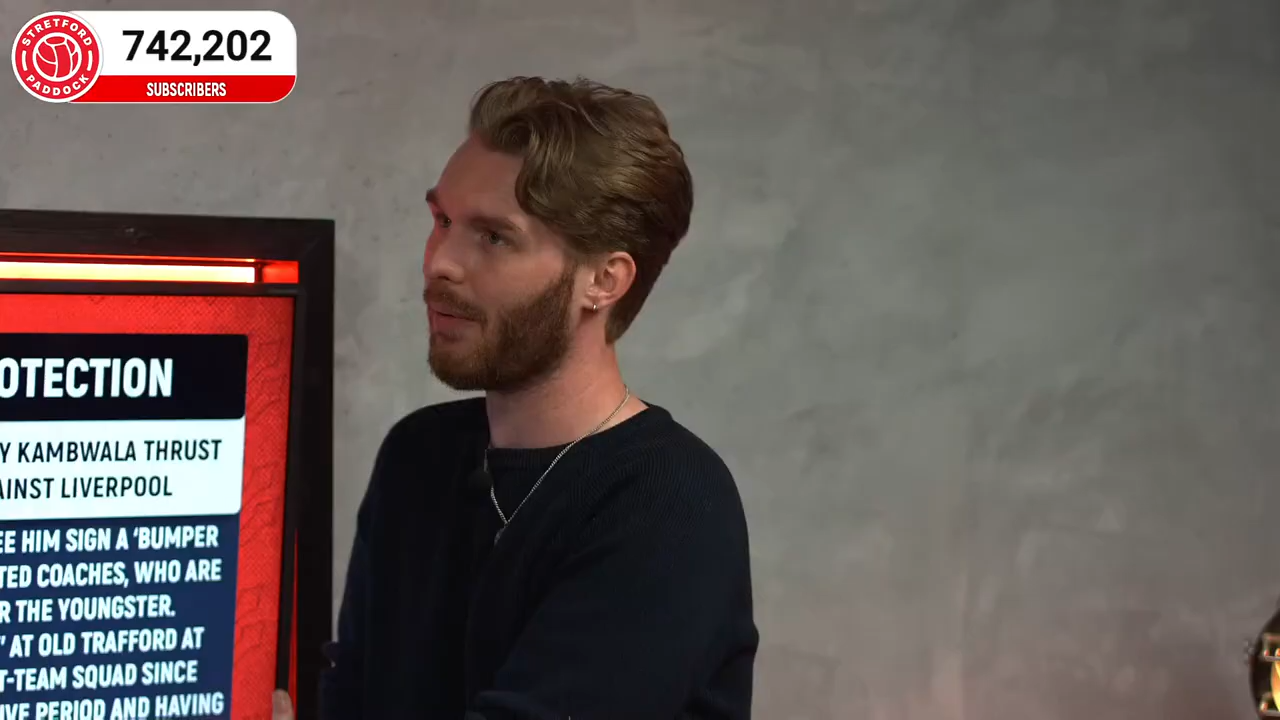 STRETFORD
PADDOCK
742,202
SUBSCRIBERS
OTECTION
Y KAMBWALA THRUST
AINST LIVERPOOL
EE HIM SIGN A 'BUMPER
TED COACHES, WHO ARE
R THE YOUNGSTER.
' AT OLD TRAFFORD AT
T-TEAM SQUAD SINCE
IVE PERIOD AND HAVING